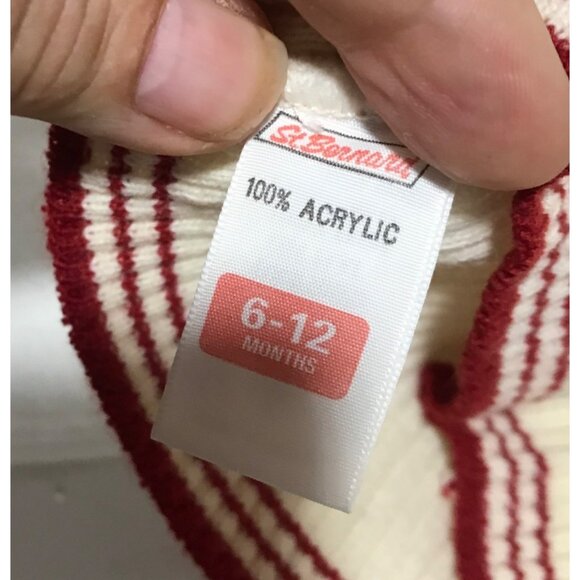 St Bernard
100% ACRYLIC
6-12
MONTHS